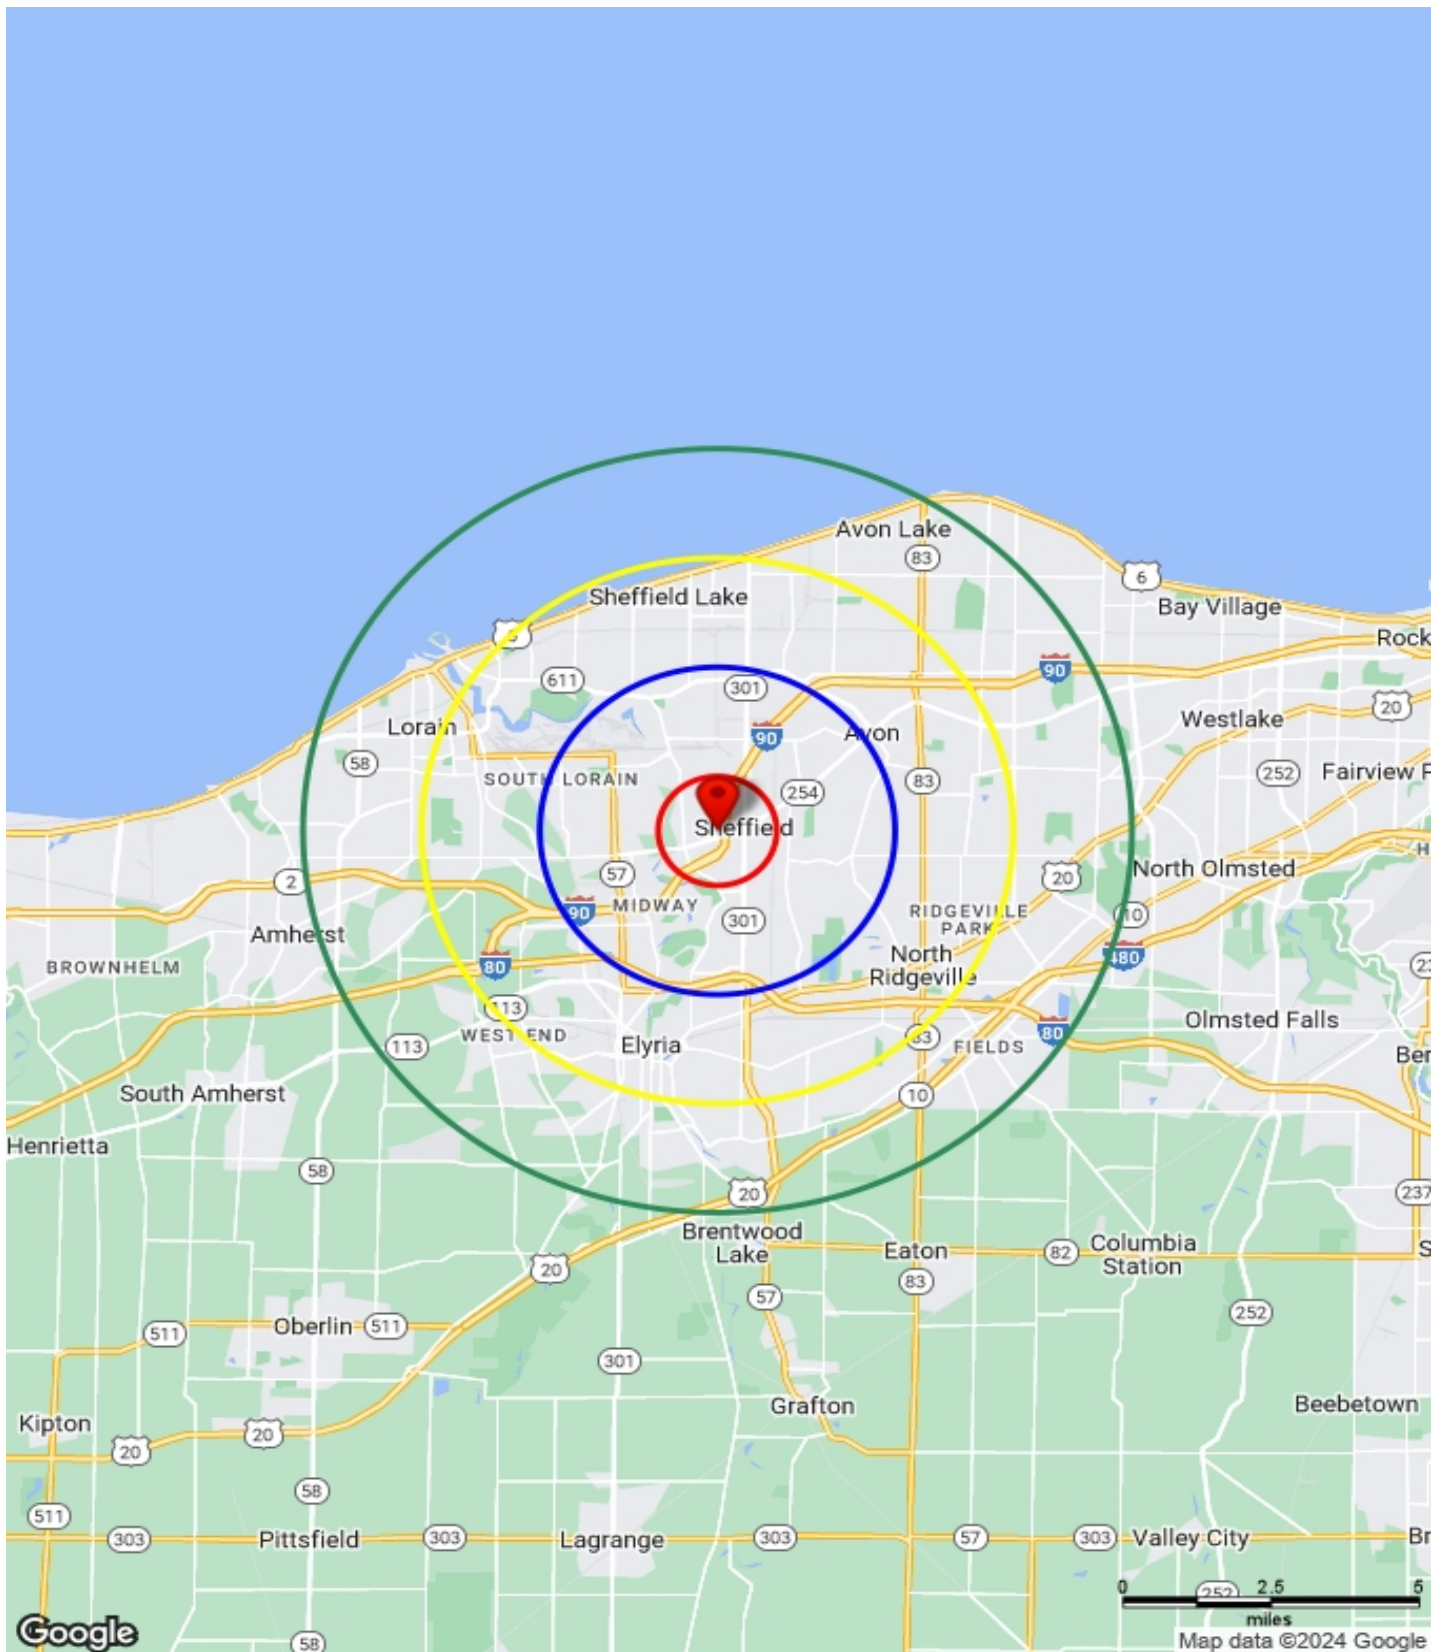 Avon Lake
83
6
Bay Village
Sheffield Lake
Rock
90
611
301
20
Westlake
Lorain
90
Avon
58
SOUTH LORAIN
83
252
Fairview
254
Sheffield
57
2
20
North Olmsted
H
MIDWAY
90
301
RIDGEVILLE
PARK
10
Amherst
North
Ridgeville
480
80
BROWNHELM
113
WEST END
Elyria
83
FIELDS
80
Olmsted Falls
113
Ber
South Amherst
10
Henrietta
58
20
237
Brentwood
Lake
Eaton
82
Columbia
Station
S
20
83
57
252
Oberlin
511
511
301
Grafton
Beebetown
Kipton
20
20
58
511
303
Pittsfield
303
Lagrange
303
57
303
Valley City
Br
0 2.5 5
252
miles
Google
58
Map data ©2024 Google